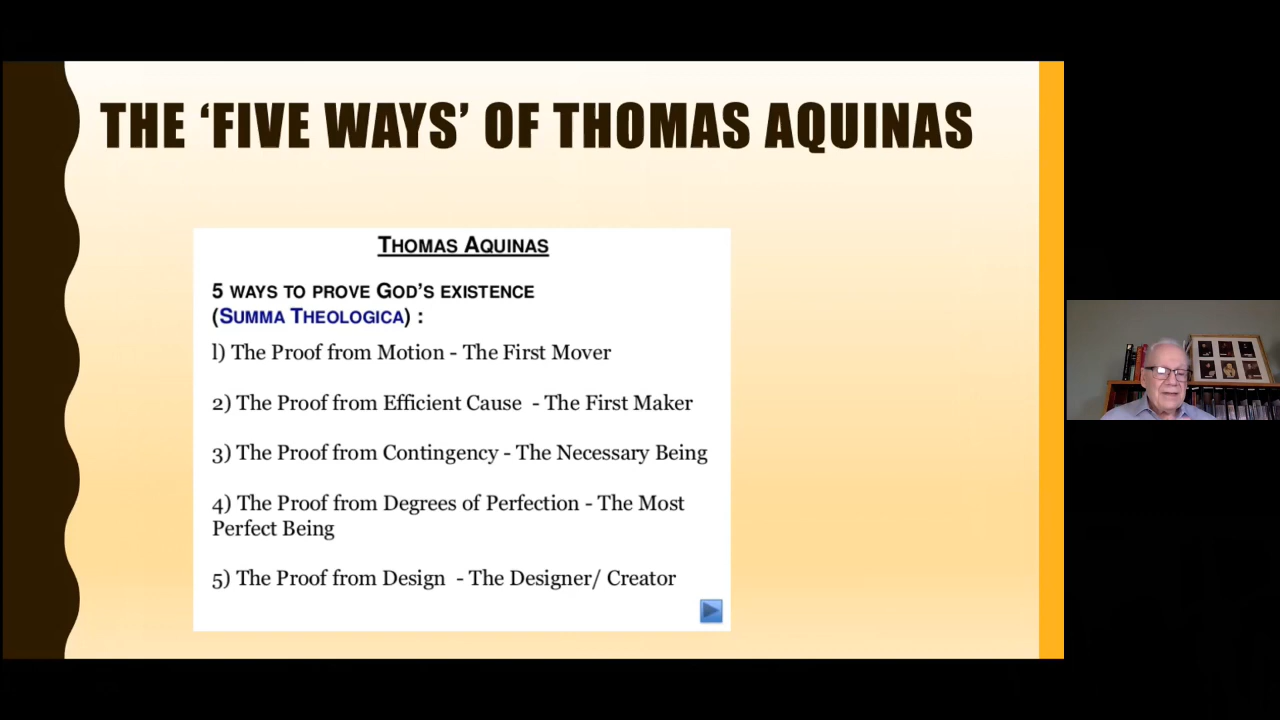 THE ‘FIVE WAYS’ OF THOMAS AQUINAS
THOMAS AQUINAS
5 WAYS TO PROVE GOD’S EXISTENCE
(SUMMA THEOLOGICA) :
l) The Proof from Motion - The First Mover
2) The Proof from Efficient Cause - The First Maker
3) The Proof from Contingency - The Necessary Being
4) The Proof from Degrees of Perfection - The Most
Perfect Being
5) The Proof from Design - The Designer/ Creator